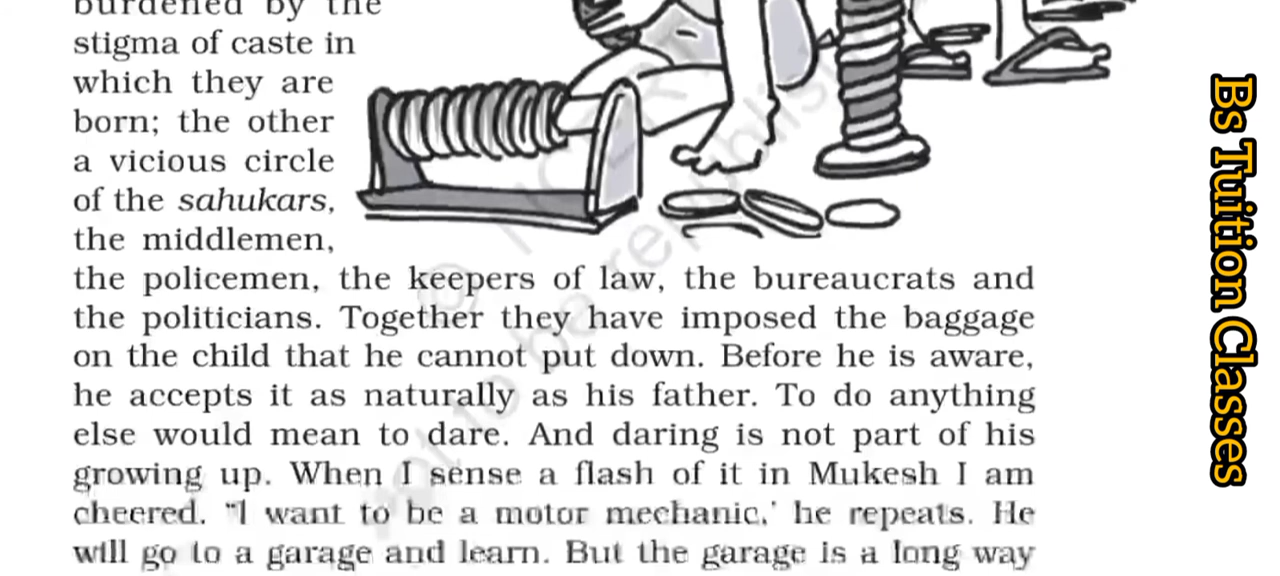 burdened by the
stigma of caste in
which they are
born; the other
a vicious circle
of the sahukars,
the middlemen,
the policemen, the keepers of law, the bureaucrats and
the politicians. Together they have imposed the baggage
on the child that he cannot put down. Before he is aware,
he accepts it as naturally as his father. To do anything
else would mean to dare. And daring is not part of his
growing up. When I sense a flash of it in Mukesh I am
cheered. “I want to be a motor mechanic,’ he repeats. He
will go to a garage and learn. But the garage is a long way
© NCERT
not to be republished
Bs Tuition Classes